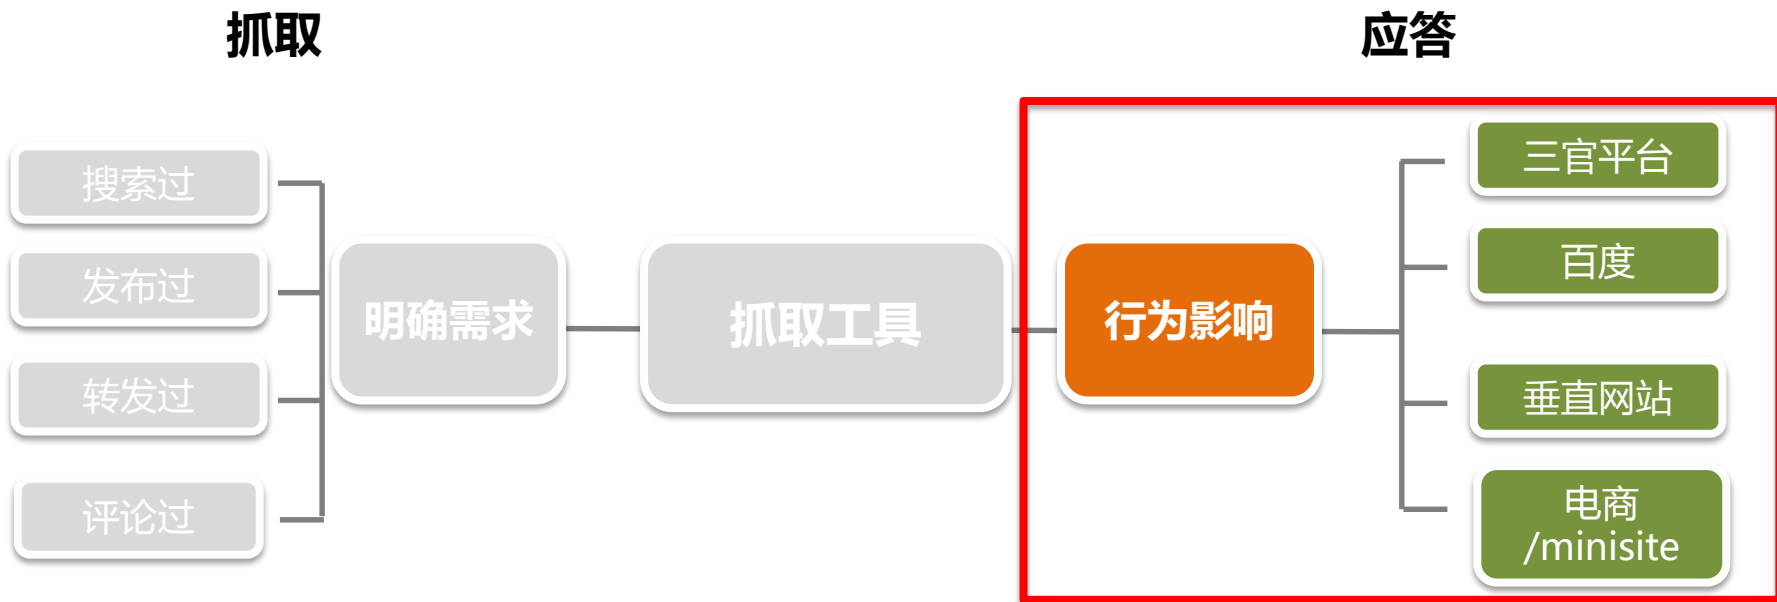 抓取
应答
搜索过
发布过
转发过
评论过
明确需求
抓取工具
行为影响
三官平台
百度
垂直网站
电商
/minisite